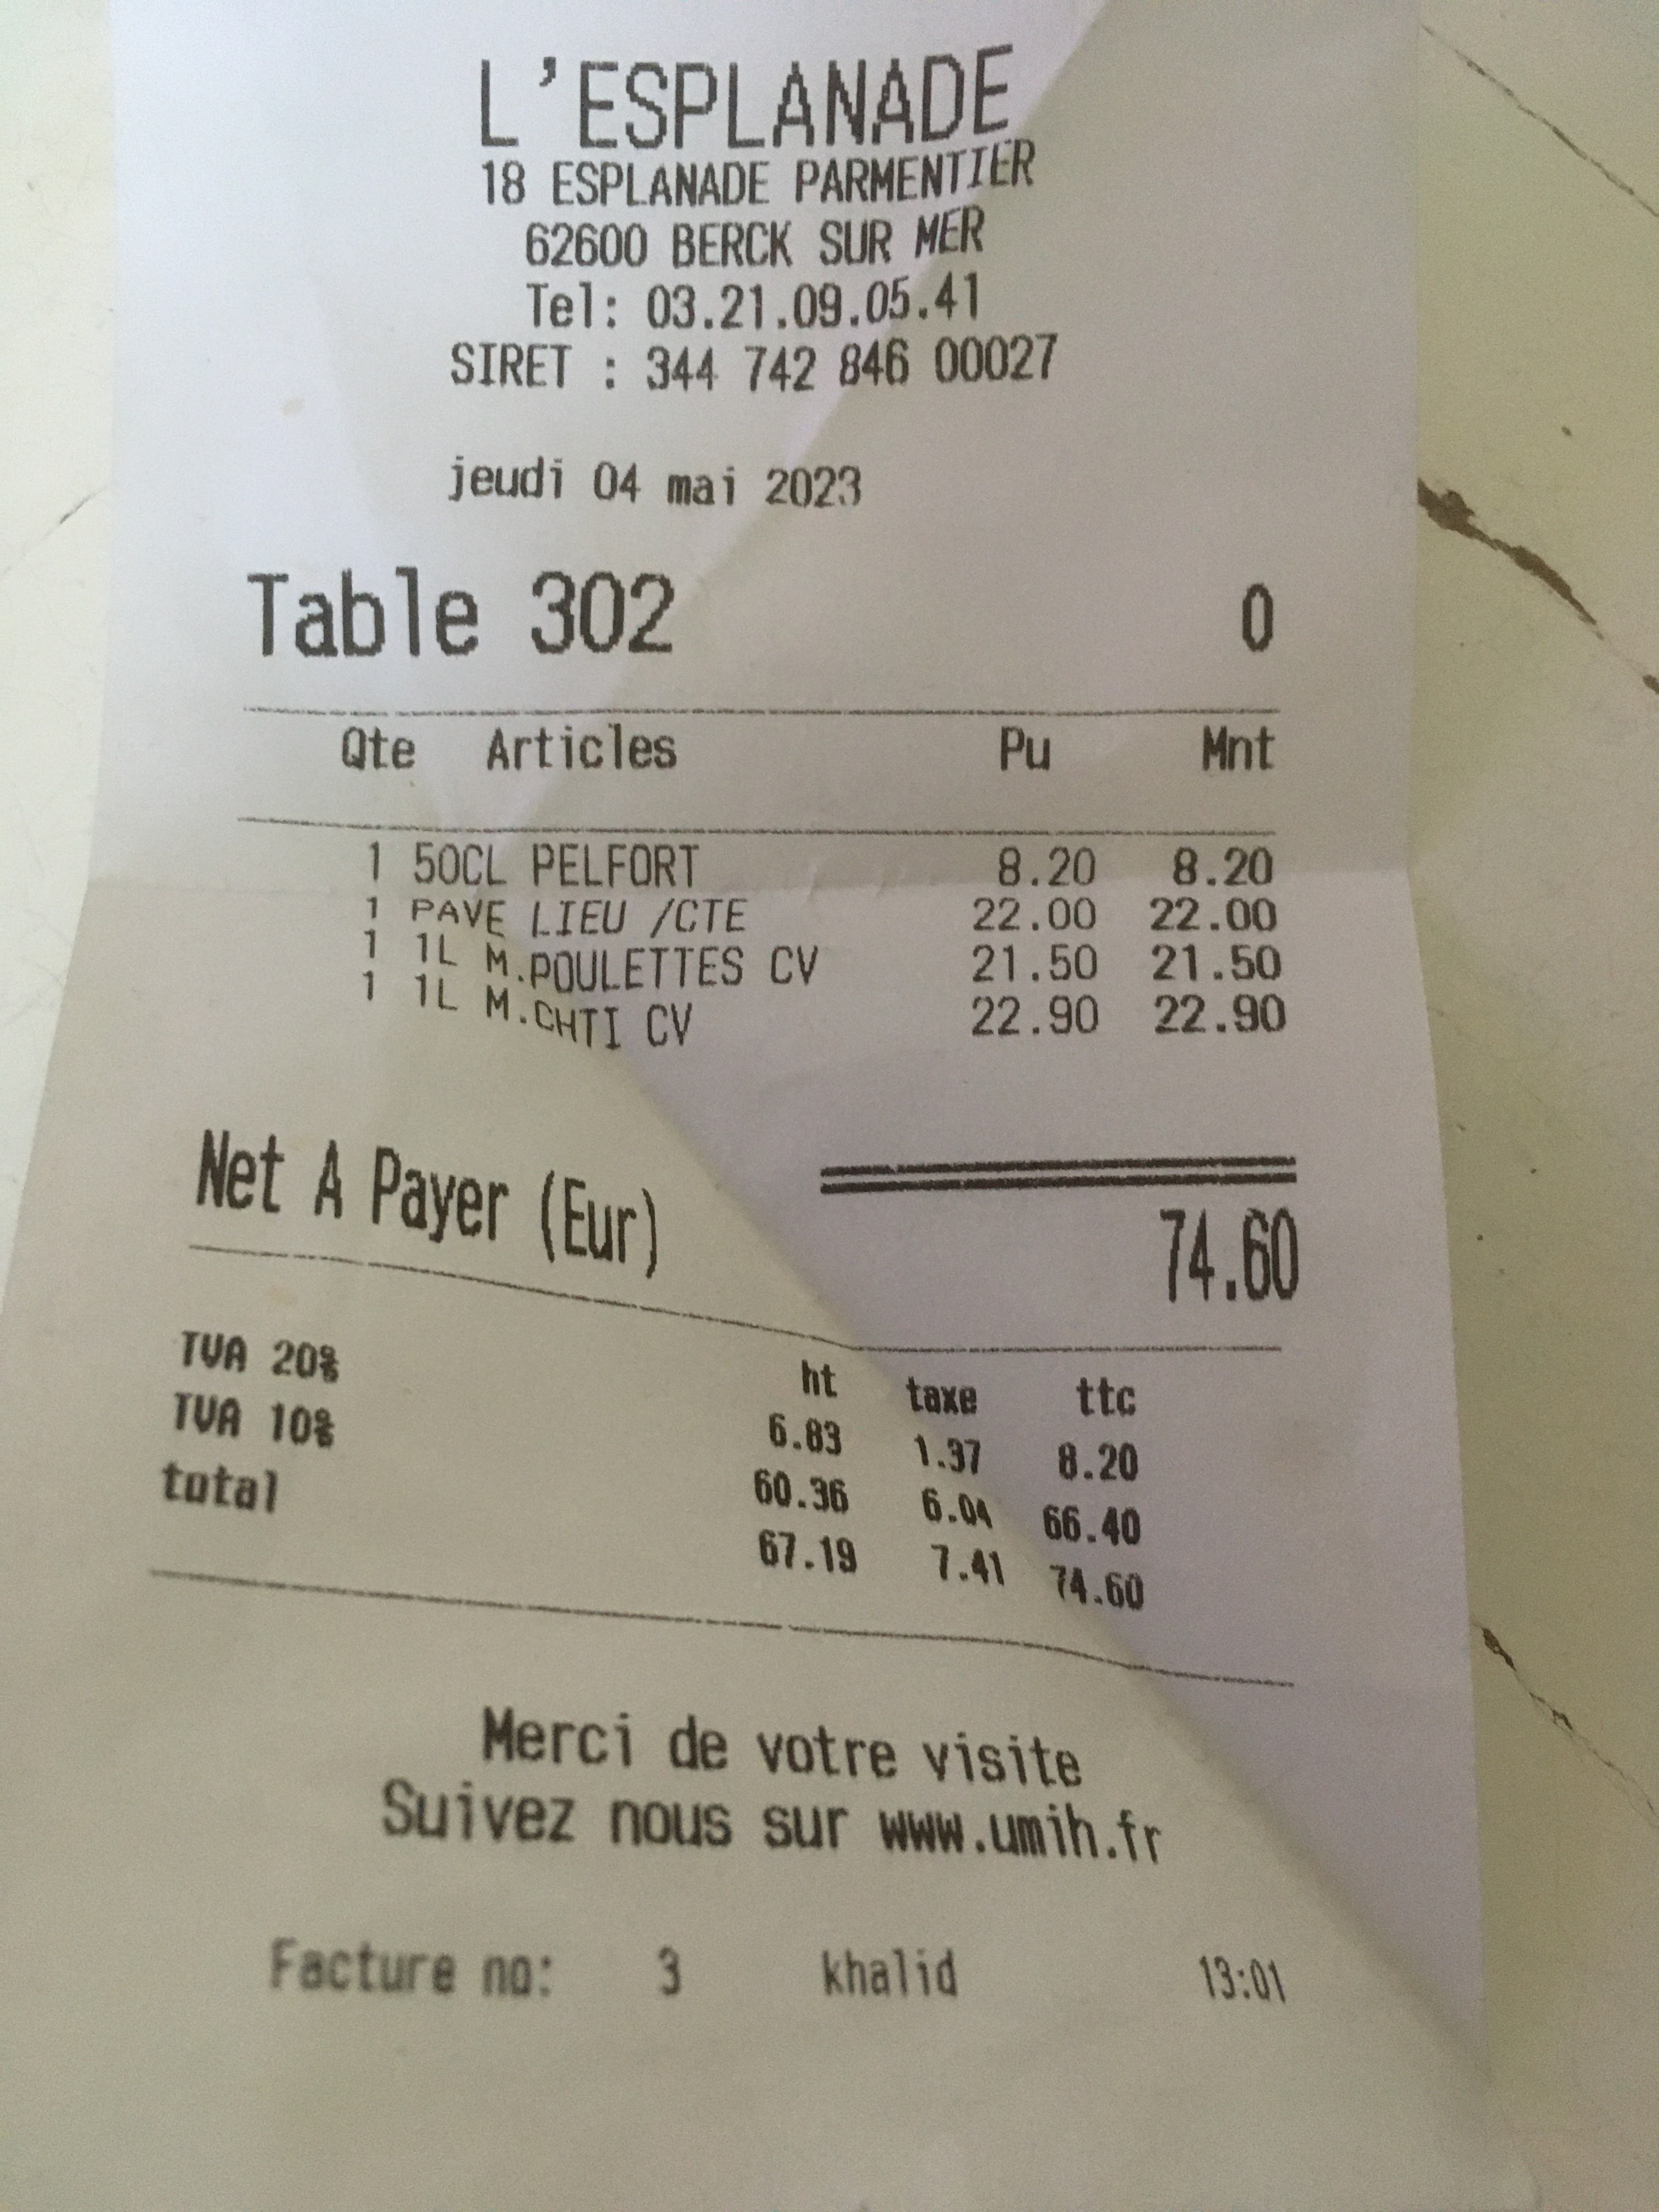 L'ESPLANADE
18 ESPLANADE PARMENTIER
62600 BERCK SUR MER
Tel: 03.21.09.05.41
SIRET : 344 742 846 00027
jeudi 04 mai 2023
Table 302 0
Qte Articles Pu Mnt
1 50CL PELFORT 8.20 8.20
1 PAVE LIEU /CTE 22.00 22.00
1 1L M.POULETTES CV 21.50 21.50
1 1L M.CHTI CV 22.90 22.90
Net A Payer (Eur) 74.60
ht taxe ttc
TVA 20% 6.83 1.37 8.20
TVA 10% 60.36 6.04 66.40
total 67.19 7.41 74.60
Merci de votre visite
Suivez nous sur www.umih.fr
Facture no: 3 khalid 13:01